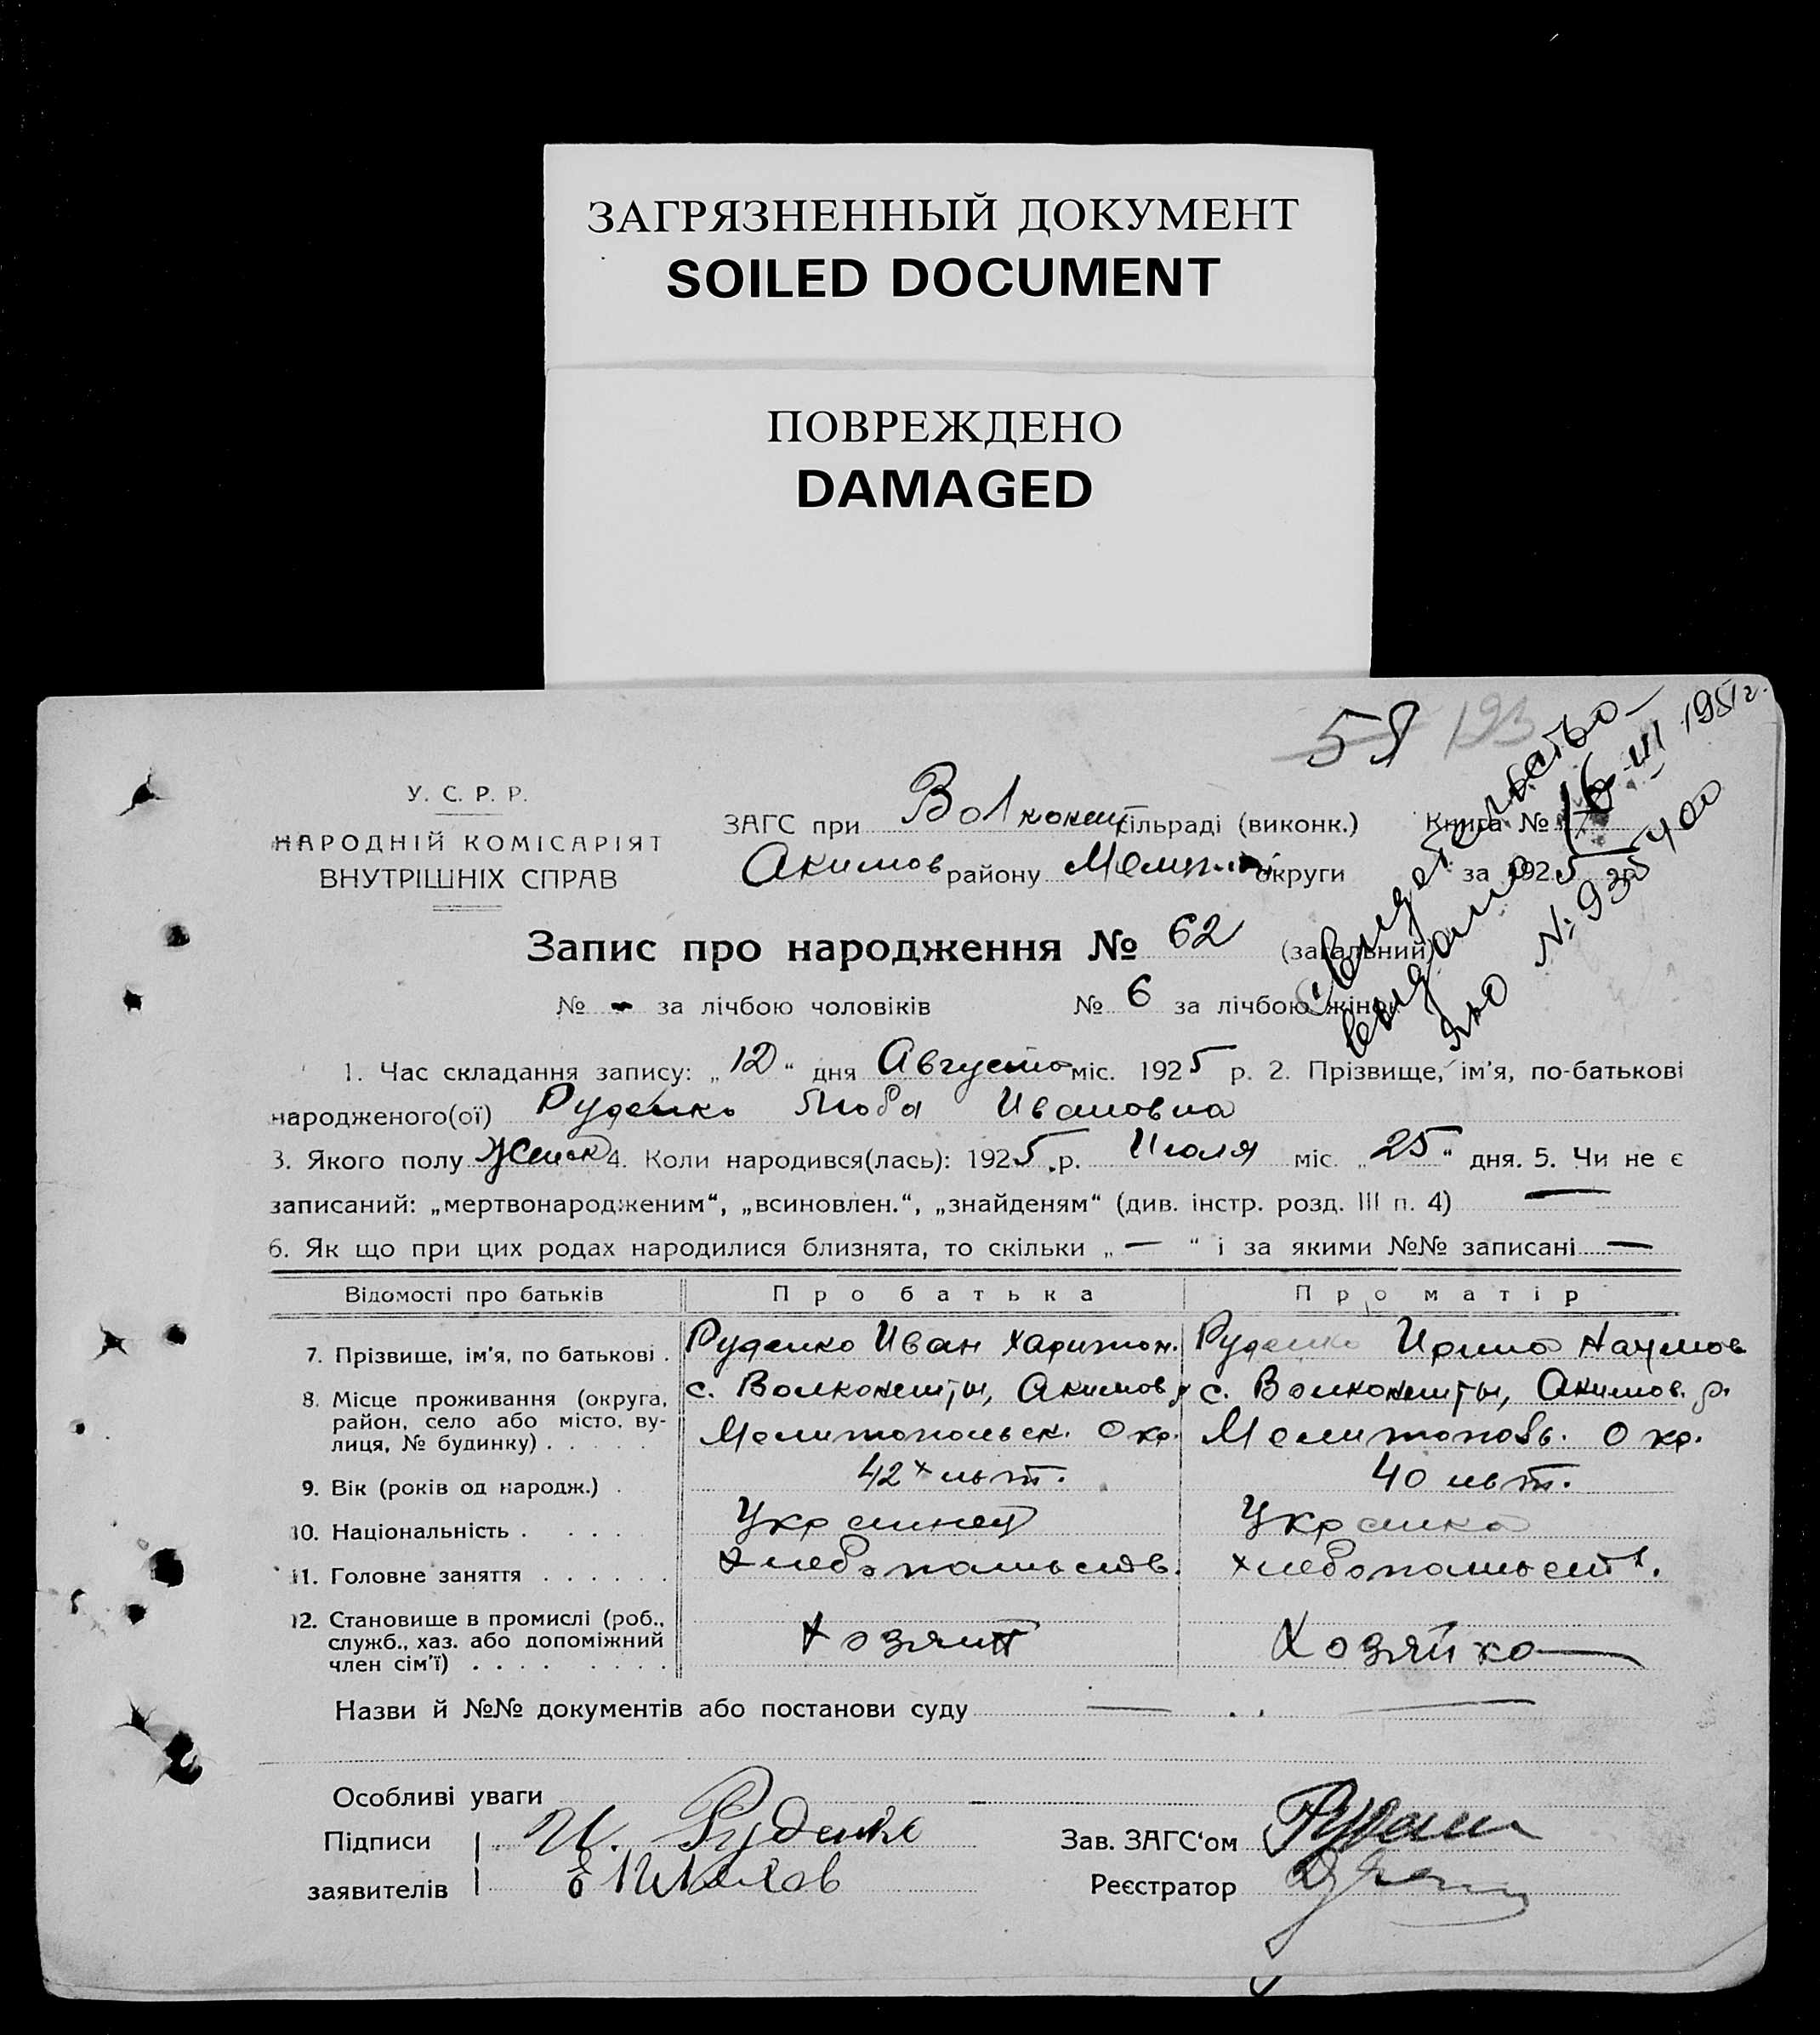 ЗАГРЯЗНЕННЫЙ ДОКУМЕНТ
SOILED DOCUMENT
ПОВРЕЖДЕНО
DAMAGED
58 193
Свидетельство
выдано 16 III 1951 г.
ЯЮ № 935400
У. С. Р. Р.
НАРОДНІЙ КОМІСАРІЯТ
ВНУТРІШНІХ СПРАВ
ЗАГС при Волконешт сільраді (виконк.) Книга №
Акимов району Мелит округи за 1925
Запис про народження № 62 (загальний)
№ - за лічбою чоловіків № 6 за лічбою жінок
1. Час складання запису: „12“ дня Августа міс. 1925 р. 2. Прізвище, ім'я, по-батькові
народженого(ої) Руденко Люба Ивановна
3. Якого полу Женск 4. Коли народився(лась): 1925 р. Июля міс. „25“ дня. 5. Чи не є
записаний: „мертвонародженим“, „всиновлен.“, „знайденям“ (див. інстр. розд. III п. 4) —
6. Як що при цих родах народилися близнята, то скільки „—“ і за якими №№ записані —
Відомості про батьків Про батька Про матір
7. Прізвище, ім'я, по батькові . Руденко Иван Харитон. Руденко Ирина Наумов
8. Місце проживання (округа, с. Волконешты, Акимов. р с. Волконешты, Акимов. р.
район, село або місто, ву-
лиця, № будинку) . . . . . Мелитопольск. Окр. Мелитополь. Окр.
9. Вік (років од народж.) . 42х лѣт. 40 лѣт.
10. Національність . . . . . Украинец Украинка
11. Головне заняття . . . . . . Хлебопашеств. хлебопашест.
12. Становище в промислі (роб.,
служб., хаз. або допоміжний Хозяин Хозяйка
член сім'ї) . . . . . . . .
Назви й №№ документів або постанови суду — —
Особливі уваги —
Підписи И. Руденко Зав. ЗАГС'ом
заявителів Реєстратор